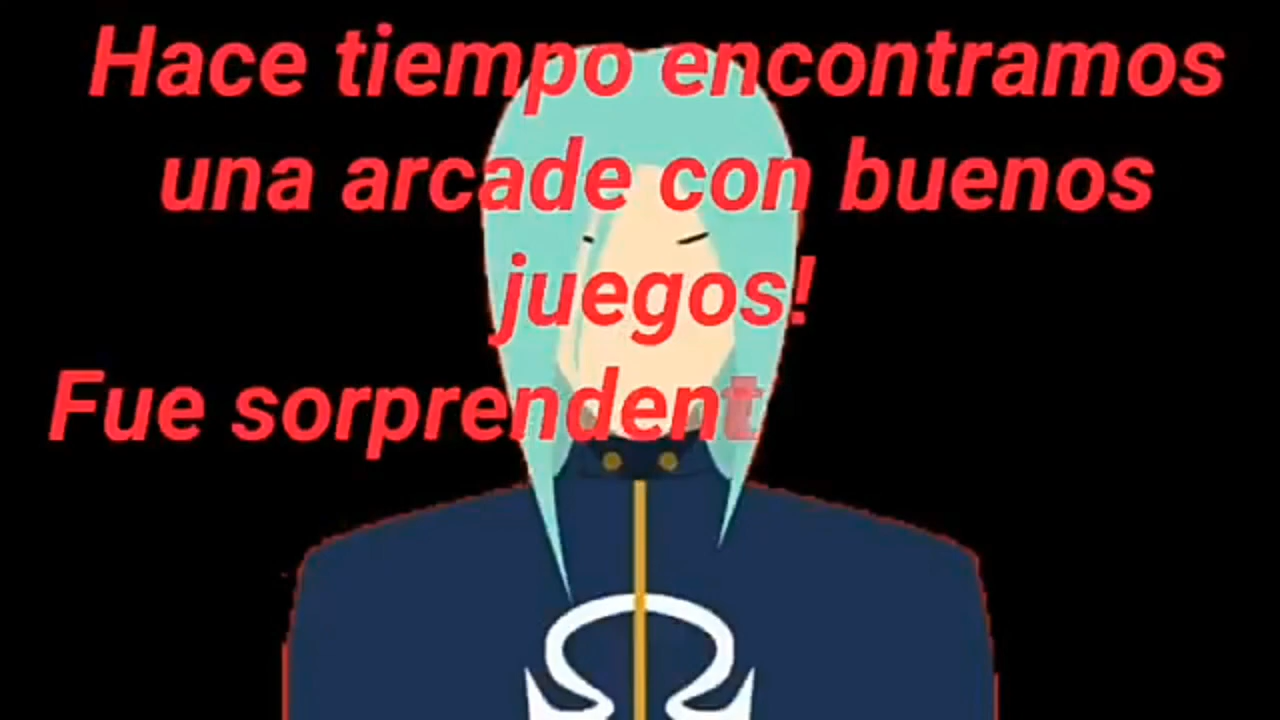 Hace tiempo encontramos
una arcade con buenos
juegos!
Fue sorprendent